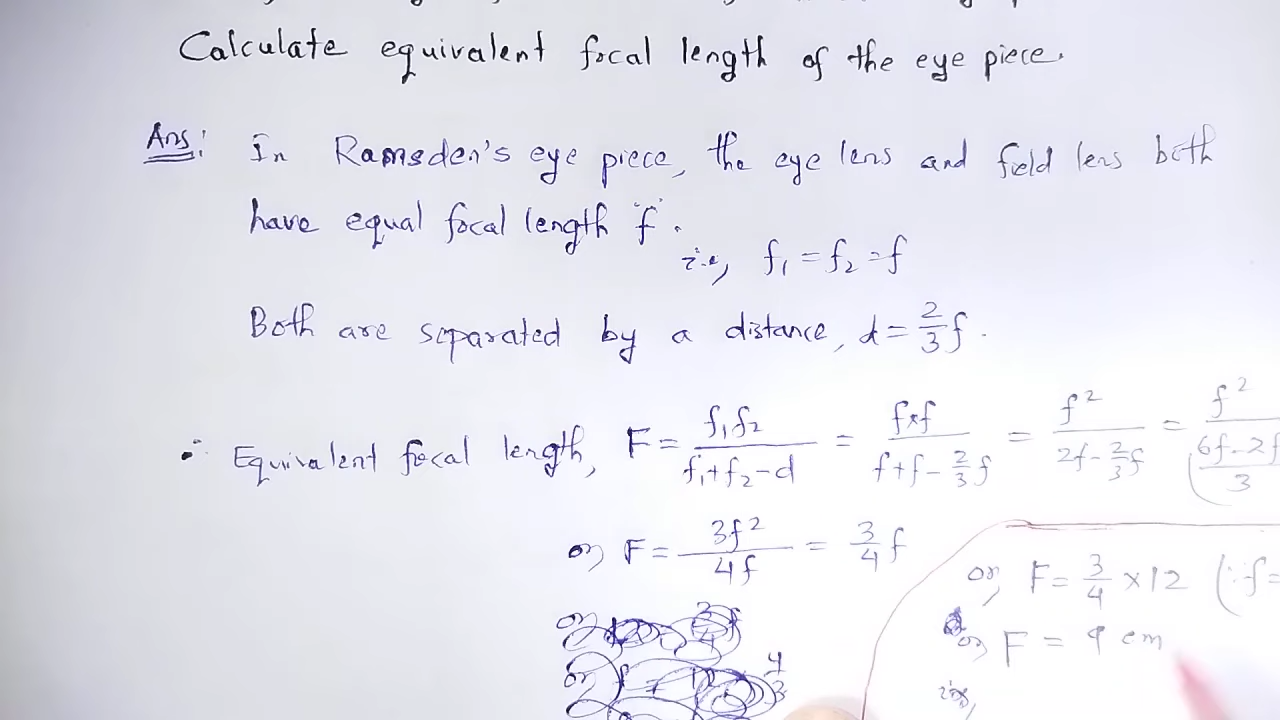 Calculate equivalent focal length of the eye piece.
Ans: In Ramsden's eye piece, the eye lens and field lens both
have equal focal length 'f'.
i.e, f₁ = f₂ = f
Both are separated by a distance, d = 2/3 f.
∴ Equivalent focal length, F = f₁f₂/(f₁+f₂-d) = f×f/(f+f-2/3 f) = f²/(2f-2/3 f) = f²/((6f-2f)/3)
or, F = 3f²/4f = 3/4 f
or, F = 3/4 × 12 (∵ f =
or, F = 9 cm